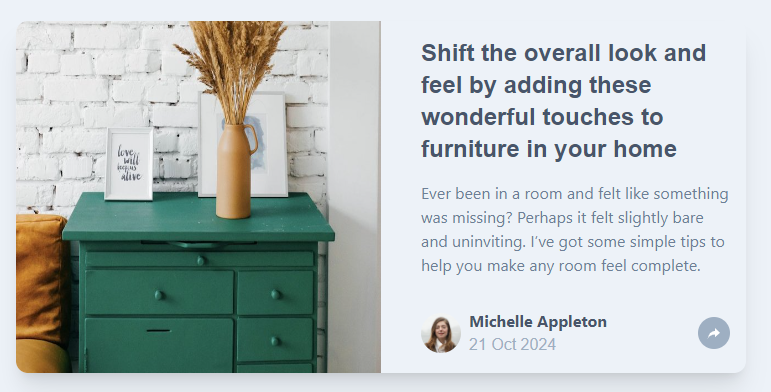 Shift the overall look and
feel by adding these
wonderful touches to
furniture in your home
Ever been in a room and felt like something
was missing? Perhaps it felt slightly bare
and uninviting. I’ve got some simple tips to
help you make any room feel complete.
Michelle Appleton
21 Oct 2024
love
will
keep us
alive